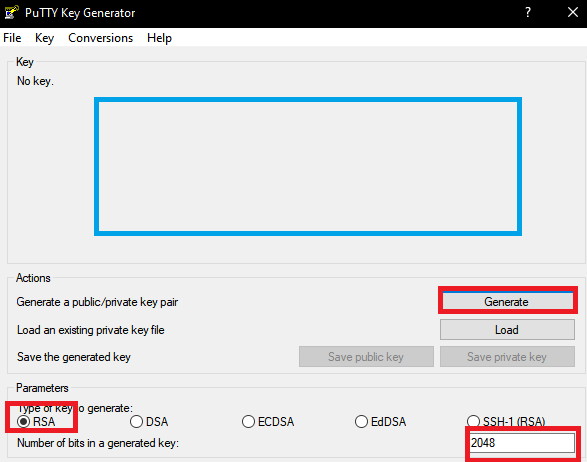 PuTTY Key Generator ?
File Key Conversions Help
Key
No key.
Actions
Generate a public/private key pair Generate
Load an existing private key file Load
Save the generated key Save public key Save private key
Parameters
Type of key to generate:
RSA DSA ECDSA EdDSA SSH-1 (RSA)
Number of bits in a generated key: 2048